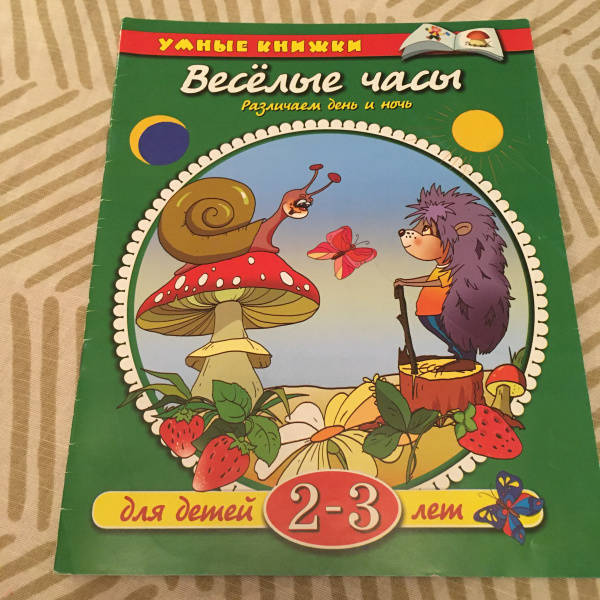 УМНЫЕ КНИЖКИ
Весёлые часы
Различаем день и ночь
для детей 2-3 лет